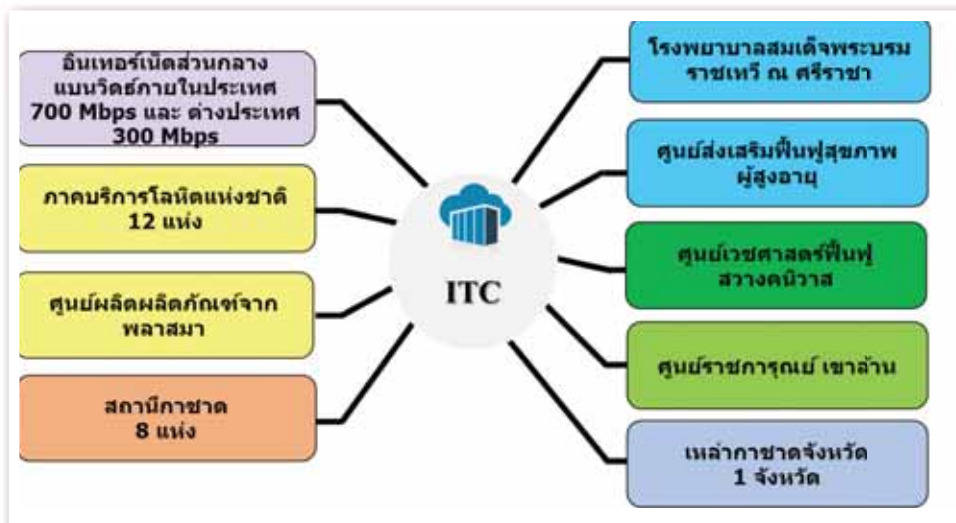 อินเทอร์เน็ตส่วนกลาง
แบนวิดธ์ภายในประเทศ
700 Mbps และ ต่างประเทศ
300 Mbps
ภาคบริการโลหิตแห่งชาติ
12 แห่ง
ศูนย์ผลิตผลิตภัณฑ์จาก
พลาสมา
สถานีกาชาด
8 แห่ง
ITC
โรงพยาบาลสมเด็จพระบรม
ราชเทวี ณ ศรีราชา
ศูนย์ส่งเสริมฟื้นฟูสุขภาพ
ผู้สูงอายุ
ศูนย์เวชศาสตร์ฟื้นฟู
สวางคนิวาส
ศูนย์ราชการุณย์ เขาล้าน
เหล่ากาชาดจังหวัด
1 จังหวัด